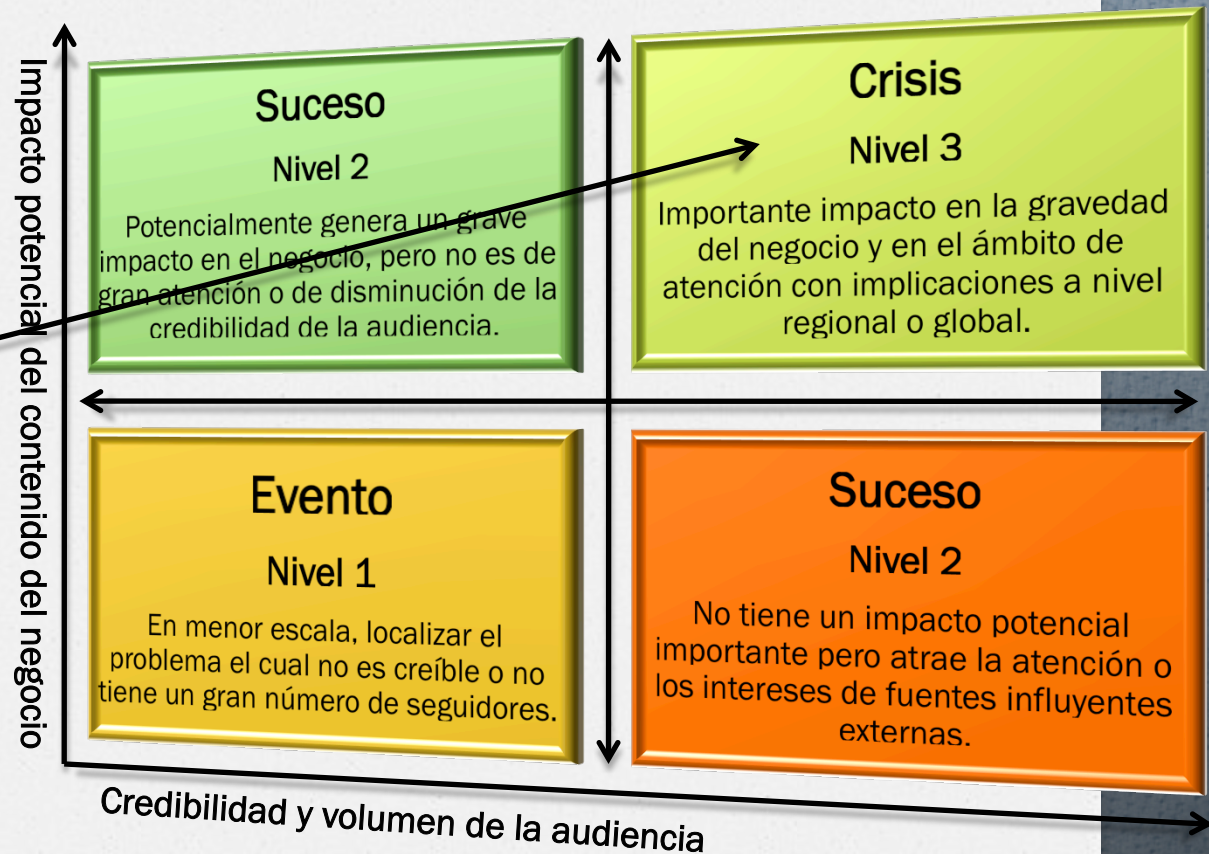 Impacto potencial del contenido del negocio
Suceso
Nivel 2
Potencialmente genera un grave
impacto en el negocio, pero no es de
gran atención o de disminución de la
credibilidad de la audiencia.
Crisis
Nivel 3
Importante impacto en la gravedad
del negocio y en el ámbito de
atención con implicaciones a nivel
regional o global.
Evento
Nivel 1
En menor escala, localizar el
problema el cual no es creíble o no
tiene un gran número de seguidores.
Suceso
Nivel 2
No tiene un impacto potencial
importante pero atrae la atención o
los intereses de fuentes influyentes
externas.
Credibilidad y volumen de la audiencia